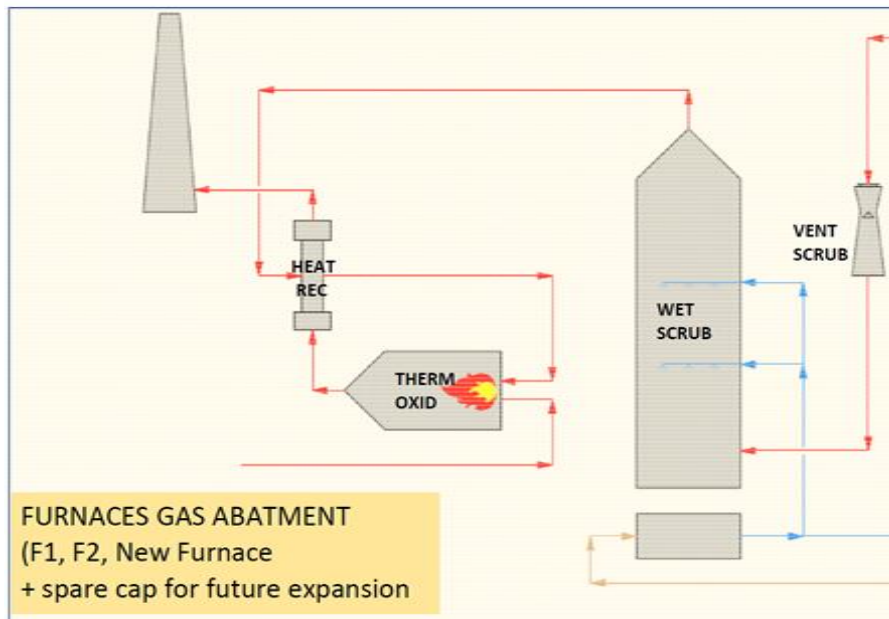 HEAT
REC
VENT
SCRUB
WET
SCRUB
THERM
OXID
FURNACES GAS ABATMENT
(F1, F2, New Furnace
+ spare cap for future expansion